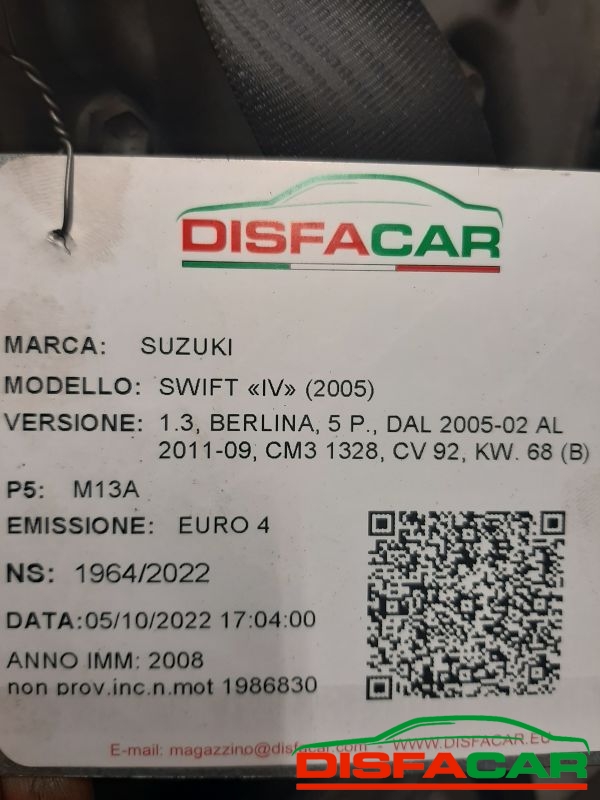 DISFACAR
MARCA: SUZUKI
MODELLO: SWIFT «IV» (2005)
VERSIONE: 1.3, BERLINA, 5 P., DAL 2005-02 AL
2011-09, CM3 1328, CV 92, KW. 68 (B)
P5: M13A
EMISSIONE: EURO 4
NS: 1964/2022
DATA:05/10/2022 17:04:00
ANNO IMM: 2008
non prov.inc.n.mot 1986830
E-mail: magazzino@disfacar.com - WWW.DISFACAR.EU
DISFACAR